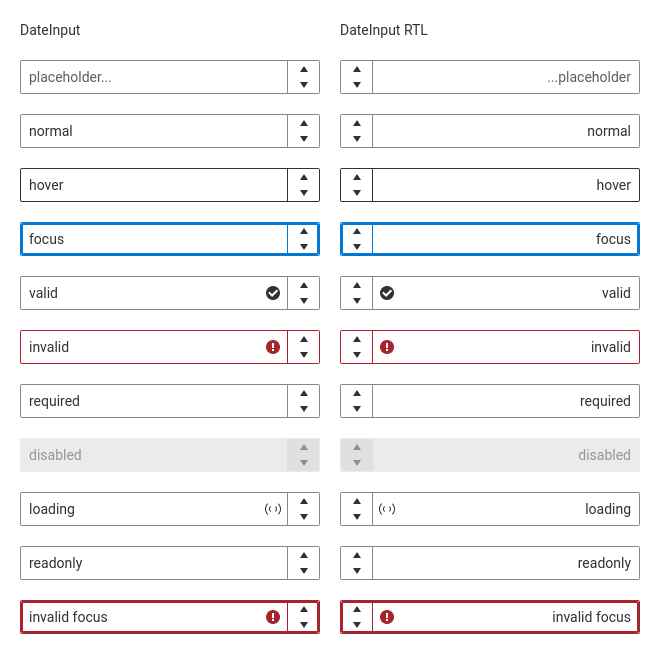 DateInput DateInput RTL
placeholder... ...placeholder
normal normal
hover hover
focus focus
valid valid
invalid invalid
required required
disabled disabled
loading loading
readonly readonly
invalid focus invalid focus